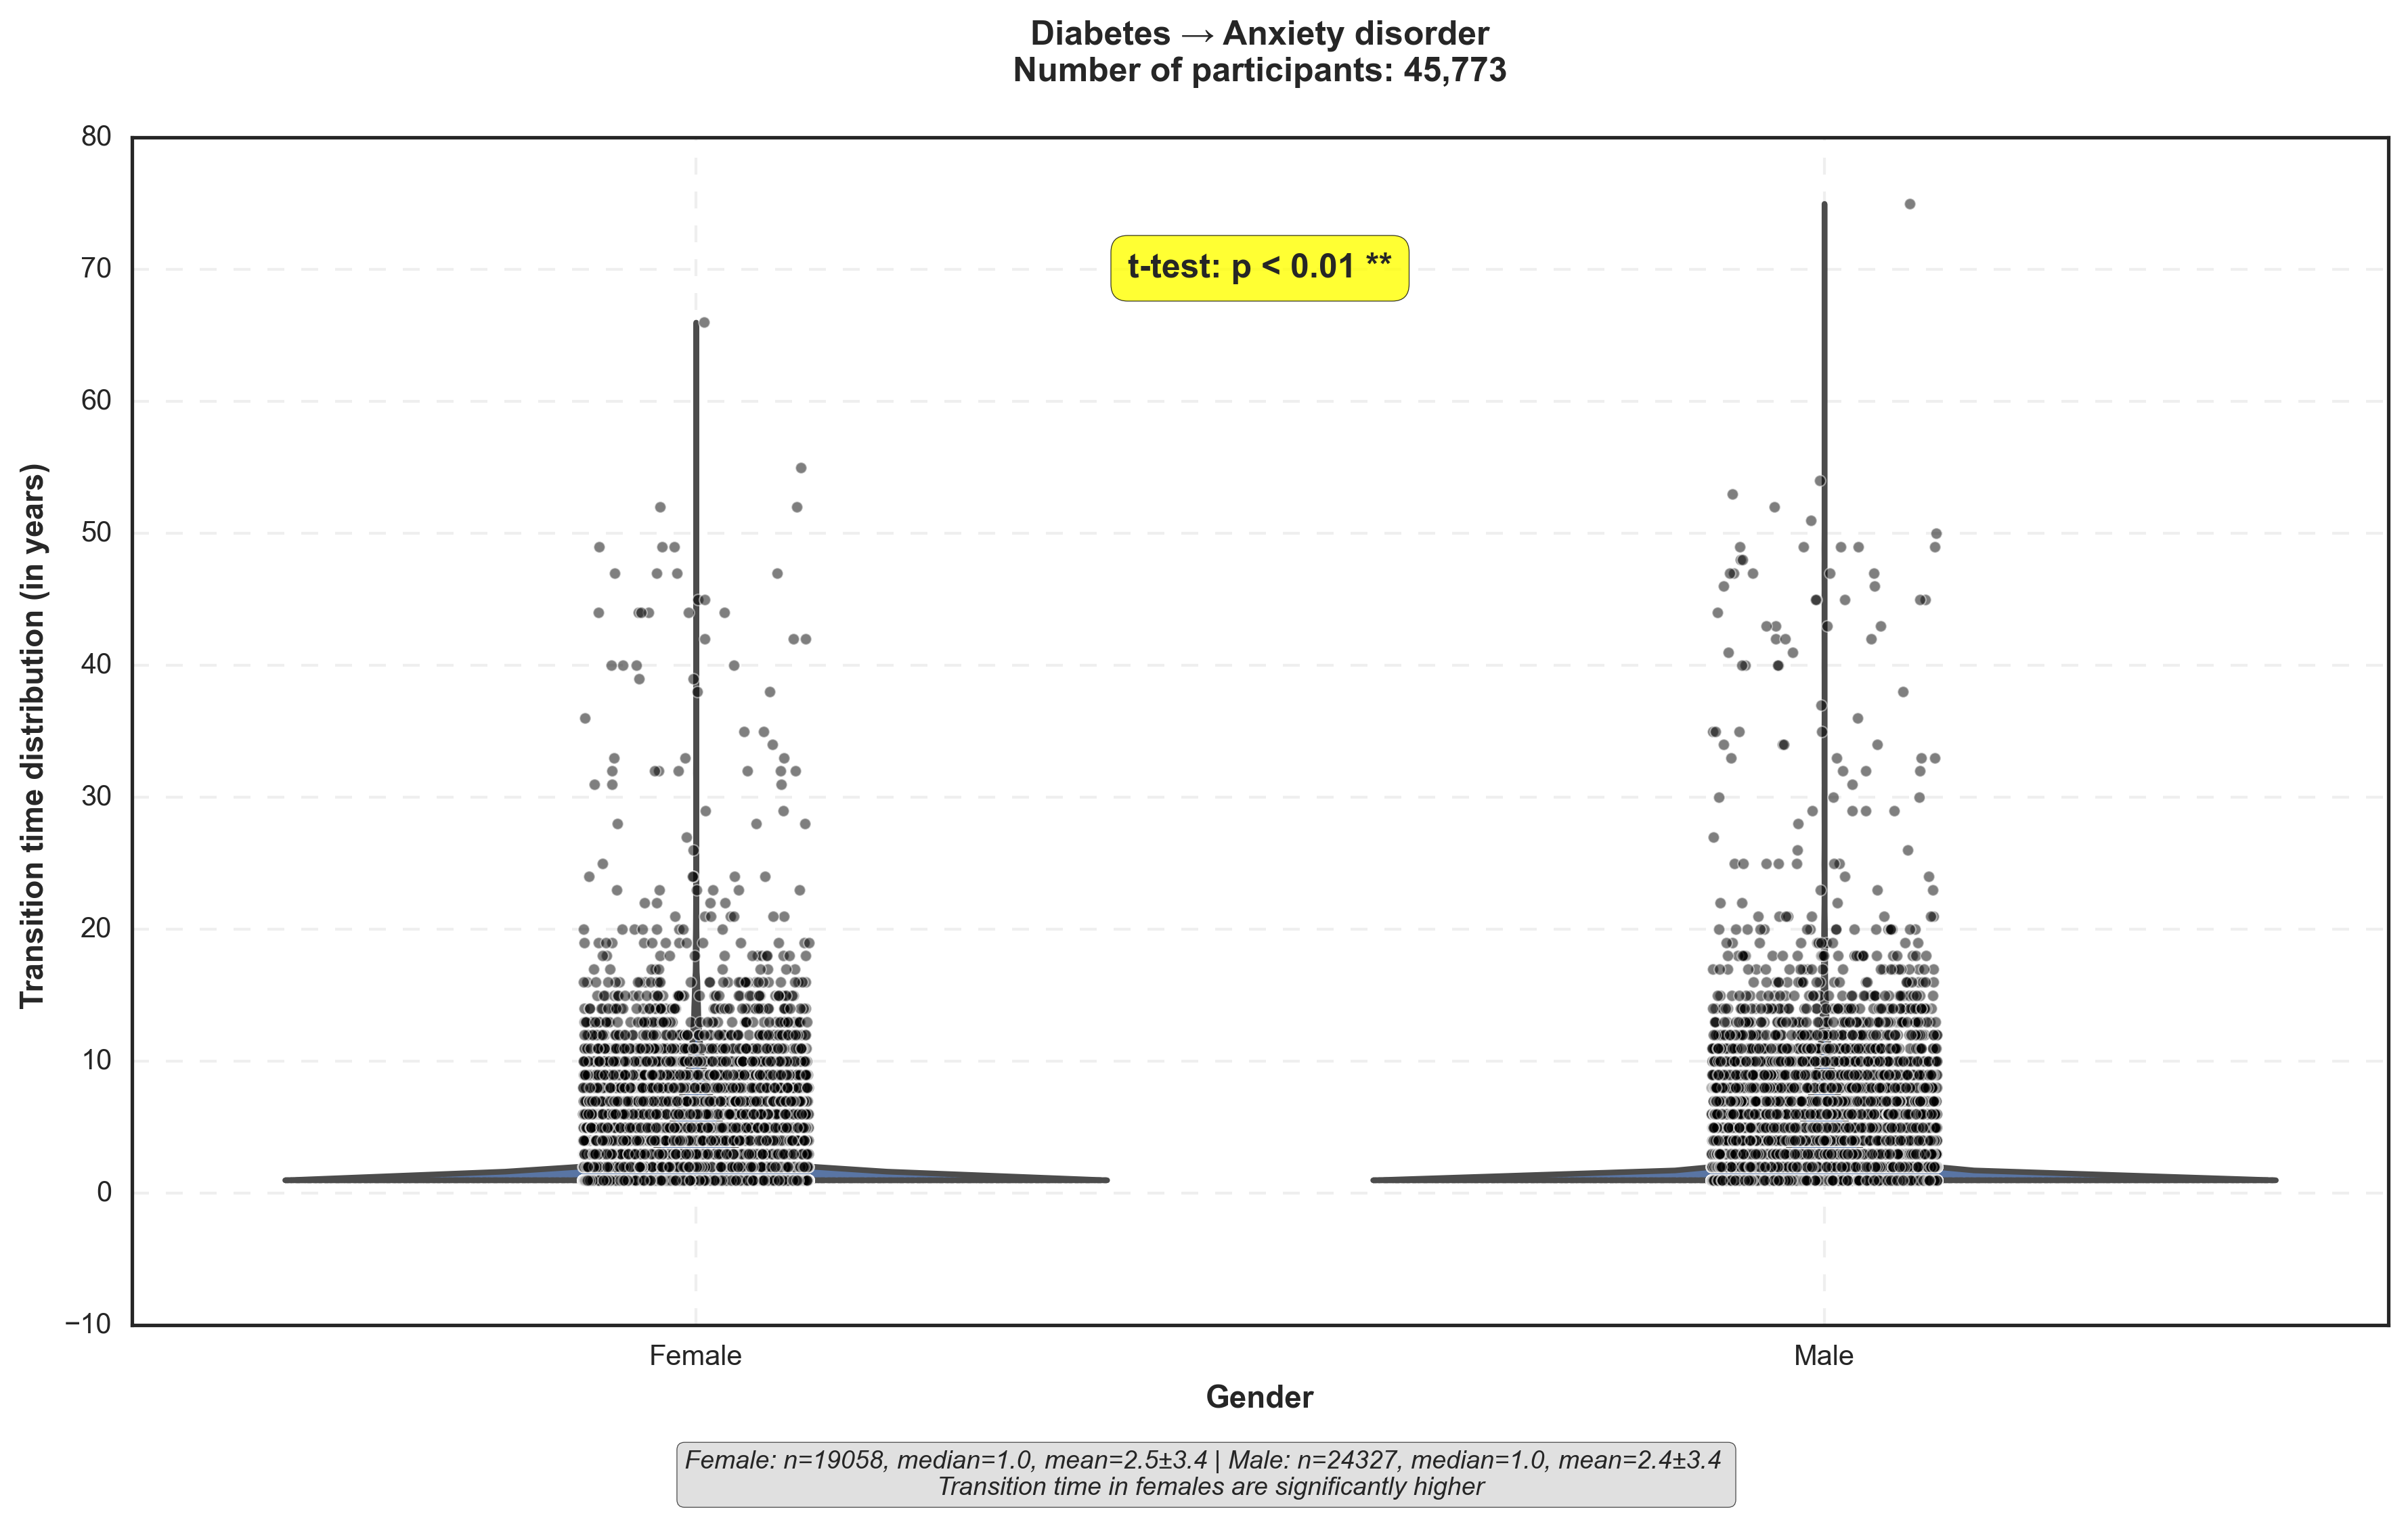 Diabetes → Anxiety disorder
Number of participants: 45,773
Transition time distribution (in years)
80
70
60
50
40
30
20
10
0
−10
t-test: p < 0.01 **
Female
Male
Gender
Female: n=19058, median=1.0, mean=2.5±3.4 | Male: n=24327, median=1.0, mean=2.4±3.4
Transition time in females are significantly higher